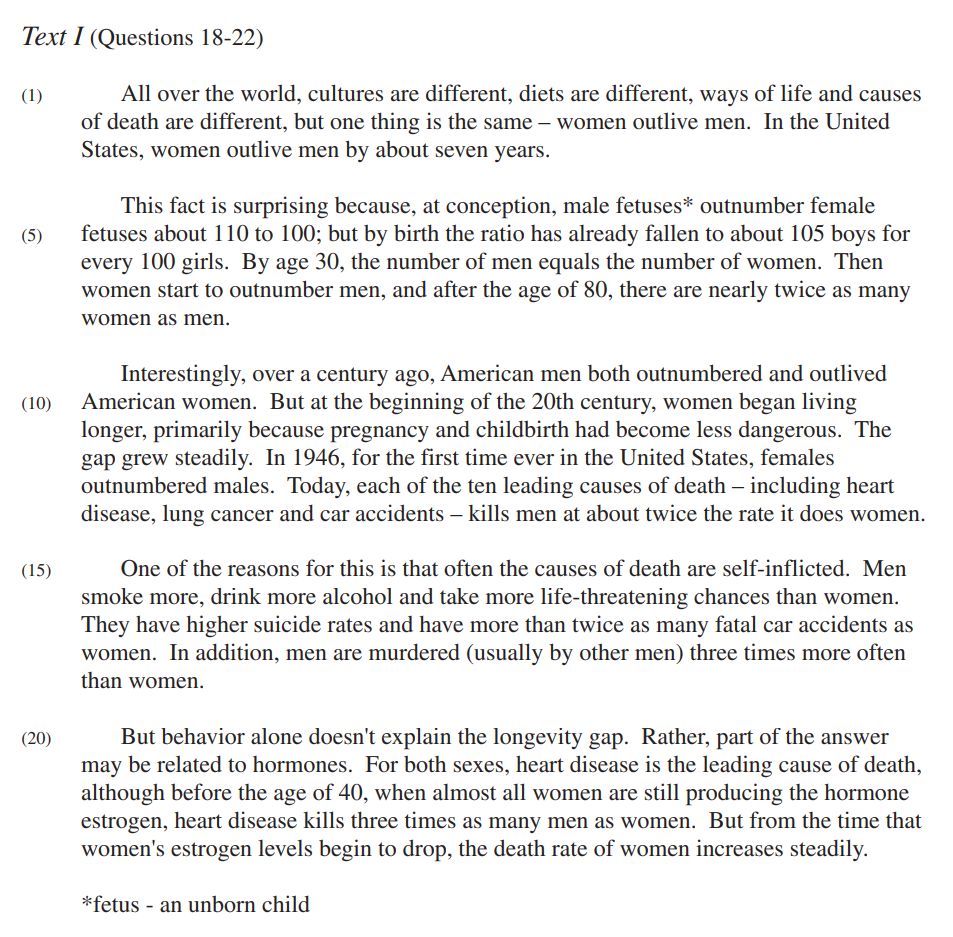 Text I (Questions 18-22)
(1) All over the world, cultures are different, diets are different, ways of life and causes
of death are different, but one thing is the same – women outlive men. In the United
States, women outlive men by about seven years.
This fact is surprising because, at conception, male fetuses* outnumber female
(5) fetuses about 110 to 100; but by birth the ratio has already fallen to about 105 boys for
every 100 girls. By age 30, the number of men equals the number of women. Then
women start to outnumber men, and after the age of 80, there are nearly twice as many
women as men.
Interestingly, over a century ago, American men both outnumbered and outlived
(10) American women. But at the beginning of the 20th century, women began living
longer, primarily because pregnancy and childbirth had become less dangerous. The
gap grew steadily. In 1946, for the first time ever in the United States, females
outnumbered males. Today, each of the ten leading causes of death – including heart
disease, lung cancer and car accidents – kills men at about twice the rate it does women.
(15) One of the reasons for this is that often the causes of death are self-inflicted. Men
smoke more, drink more alcohol and take more life-threatening chances than women.
They have higher suicide rates and have more than twice as many fatal car accidents as
women. In addition, men are murdered (usually by other men) three times more often
than women.
(20) But behavior alone doesn't explain the longevity gap. Rather, part of the answer
may be related to hormones. For both sexes, heart disease is the leading cause of death,
although before the age of 40, when almost all women are still producing the hormone
estrogen, heart disease kills three times as many men as women. But from the time that
women's estrogen levels begin to drop, the death rate of women increases steadily.
*fetus - an unborn child